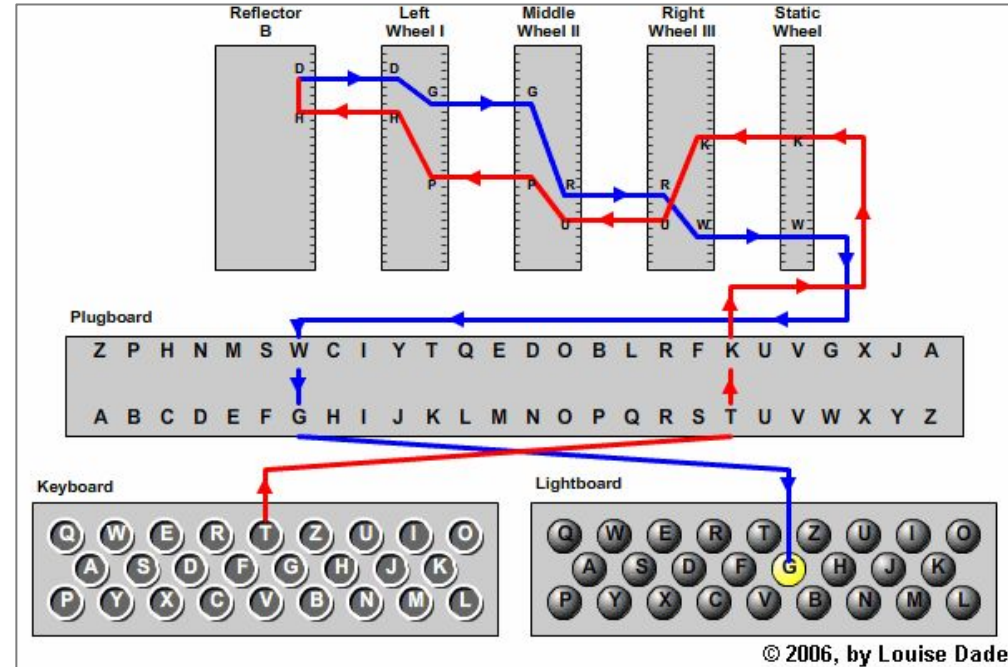 Reflector B
Left Wheel I
Middle Wheel II
Right Wheel III
Static Wheel
D D
G G
H H
K K
P P
R R
U U
W W
Plugboard
Z P H N M S W C I Y T Q E D O B L R F K U V G X J A
A B C D E F G H I J K L M N O P Q R S T U V W X Y Z
Keyboard
Q W E R T Z U I O
A S D F G H J K
P Y X C V B N M L
Lightboard
Q W E R T Z U I O
A S D F G H J K
P Y X C V B N M L
© 2006, by Louise Dade